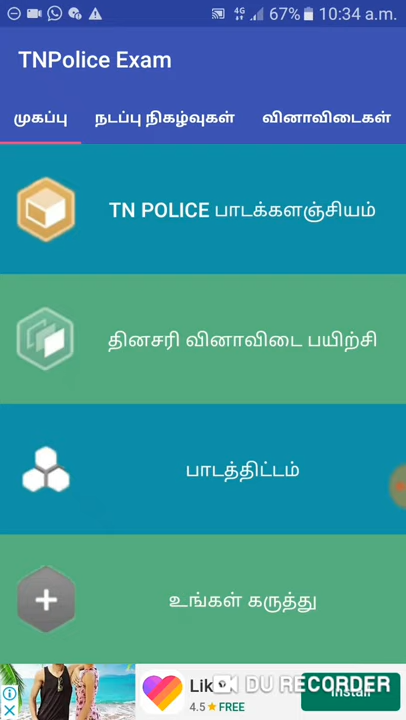 4G 67% 10:34 a.m.
TNPolice Exam
முகப்பு நடப்பு நிகழ்வுகள் வினாவிடைகள்
TN POLICE பாடக்களஞ்சியம்
தினசரி வினாவிடை பயிற்சி
பாடத்திட்டம்
உங்கள் கருத்து
DU RECORDER
4.5★FREE